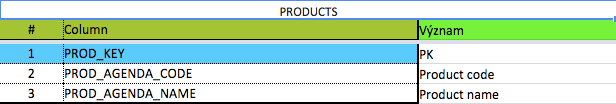 PRODUCTS
# Column Význam
1 PROD_KEY PK
2 PROD_AGENDA_CODE Product code
3 PROD_AGENDA_NAME Product name